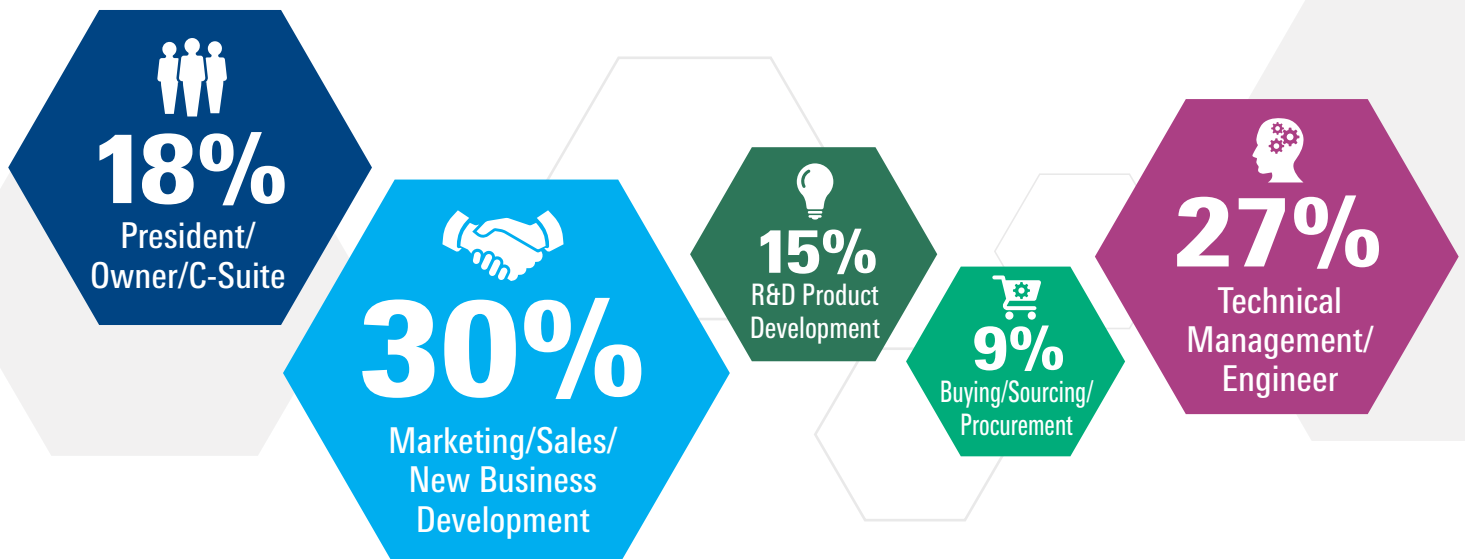 18%
President/
Owner/C-Suite
30%
Marketing/Sales/
New Business
Development
15%
R&D Product
Development
9%
Buying/Sourcing/
Procurement
27%
Technical
Management/
Engineer